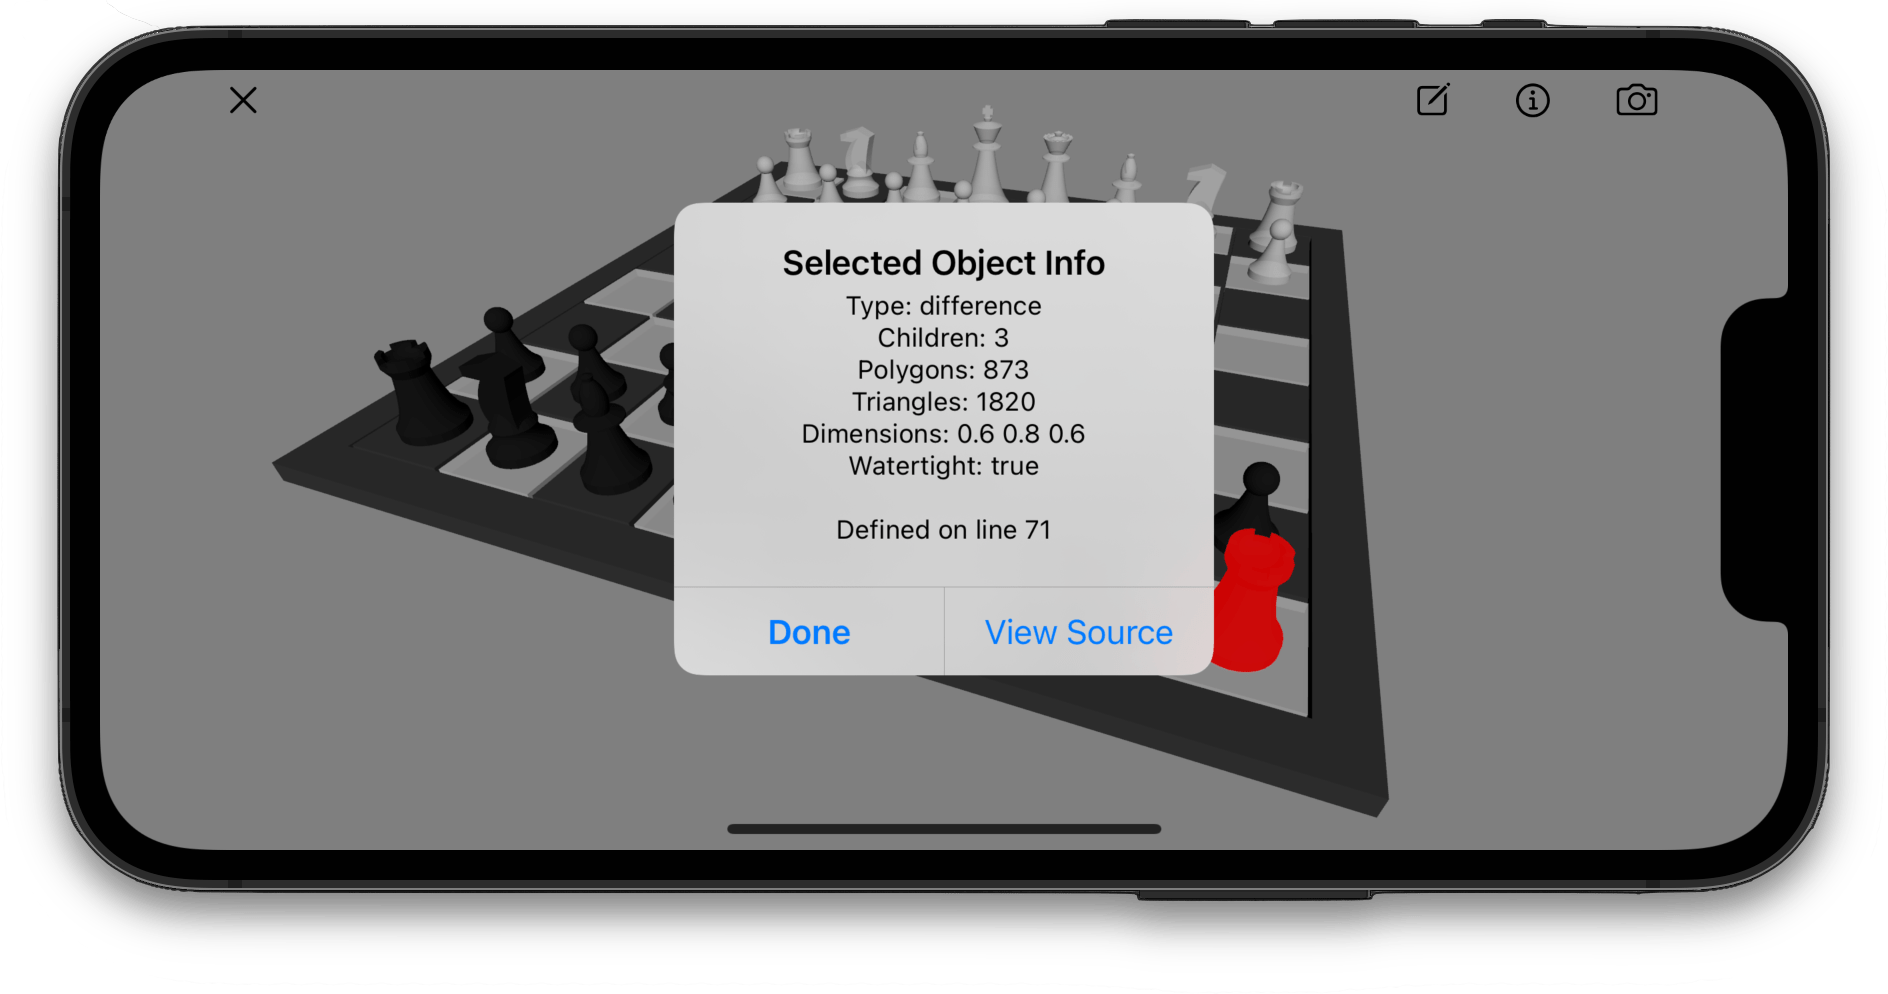 Selected Object Info
Type: difference
Children: 3
Polygons: 873
Triangles: 1820
Dimensions: 0.6 0.8 0.6
Watertight: true
Defined on line 71
Done
View Source